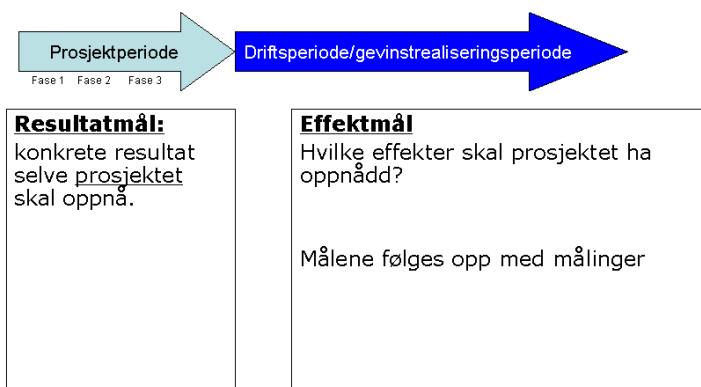 Prosjektperiode
Driftsperiode/gevinstrealiseringsperiode
Fase 1 Fase 2 Fase 3
Resultatmål:
konkrete resultat
selve prosjektet
skal oppnå.
Effektmål
Hvilke effekter skal prosjektet ha
oppnådd?
Målene følges opp med målinger